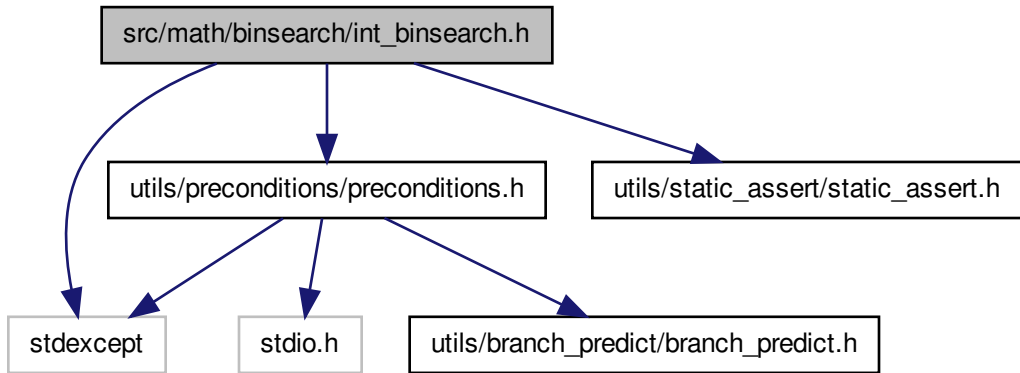 src/math/binsearch/int_binsearch.h
utils/preconditions/preconditions.h
utils/static_assert/static_assert.h
stdexcept
stdio.h
utils/branch_predict/branch_predict.h